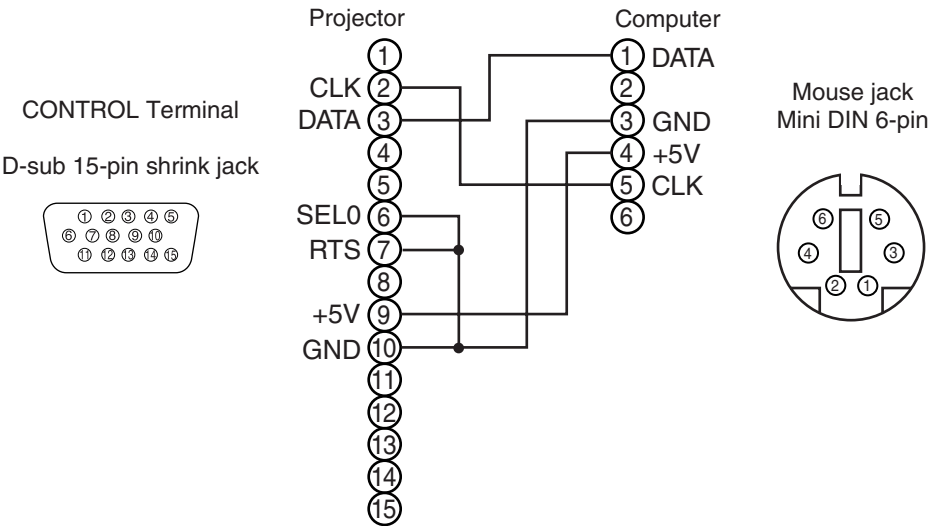 Projector
Computer
CONTROL Terminal
D-sub 15-pin shrink jack
① ② ③ ④ ⑤
⑥ ⑦ ⑧ ⑨ ⑩
⑪ ⑫ ⑬ ⑭ ⑮
①
CLK ②
DATA ③
④
⑤
SEL0 ⑥
RTS ⑦
⑧
+5V ⑨
GND ⑩
⑪
⑫
⑬
⑭
⑮
① DATA
②
③ GND
④ +5V
⑤ CLK
⑥
Mouse jack
Mini DIN 6-pin
⑥ ⑤
④ ③
② ①